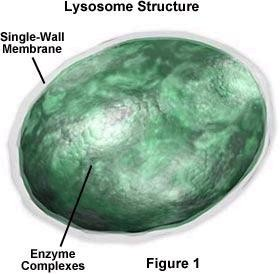 Lysosome Structure
Single-Wall
Membrane
Enzyme
Complexes
Figure 1